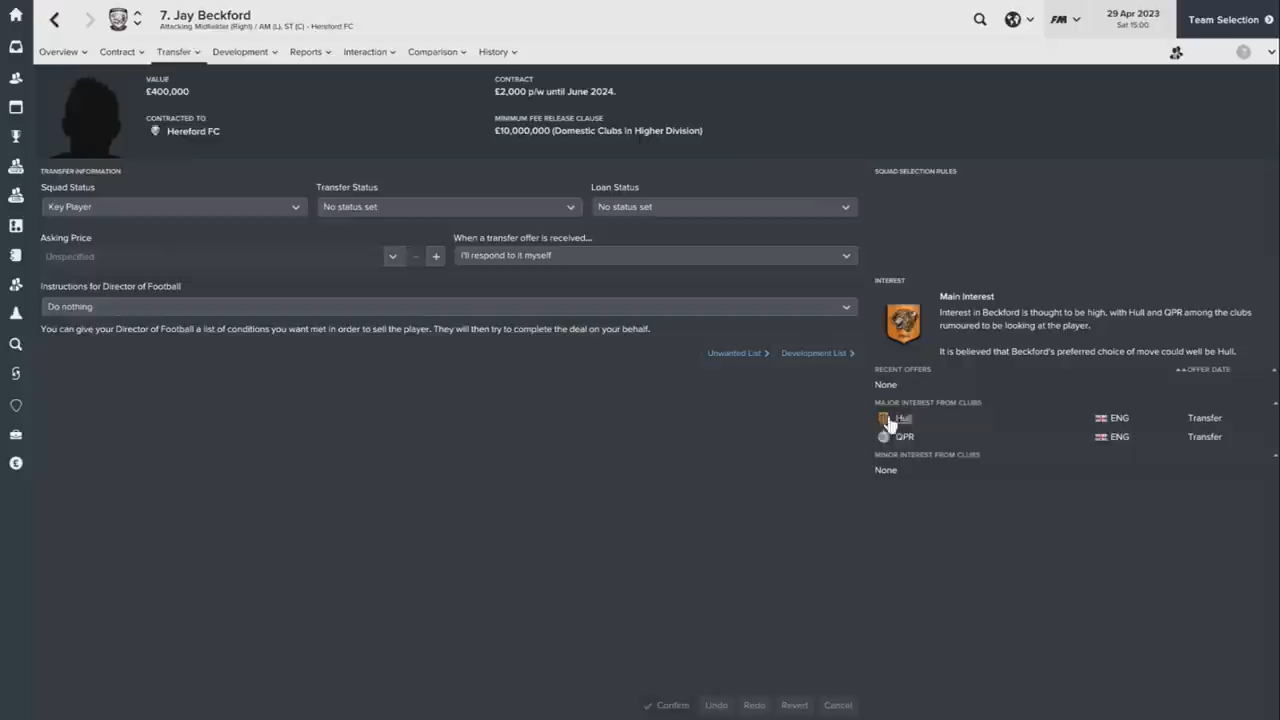 7. Jay Beckford
Attacking Midfielder (Right) / AM (L), ST (C) - Hereford FC
FM
29 Apr 2023
Sat 15:00
Team Selection
Overview
Contract
Transfer
Development
Reports
Interaction
Comparison
History
VALUE
£400,000
CONTRACT
£2,000 p/w until June 2024.
CONTRACTED TO
Hereford FC
MINIMUM FEE RELEASE CLAUSE
£10,000,000 (Domestic Clubs in Higher Division)
TRANSFER INFORMATION
Squad Status
Transfer Status
Loan Status
Key Player
No status set
No status set
Asking Price
When a transfer offer is received...
Unspecified
I'll respond to it myself
Instructions for Director of Football
Do nothing
You can give your Director of Football a list of conditions you want met in order to sell the player. They will then try to complete the deal on your behalf.
Unwanted List
Development List
SQUAD SELECTION RULES
INTEREST
Main Interest
Interest in Beckford is thought to be high, with Hull and QPR among the clubs
rumoured to be looking at the player.
It is believed that Beckford's preferred choice of move could well be Hull.
RECENT OFFERS
OFFER DATE
None
MAJOR INTEREST FROM CLUBS
Hull
ENG
Transfer
QPR
ENG
Transfer
MINOR INTEREST FROM CLUBS
None
Confirm
Undo
Redo
Revert
Cancel